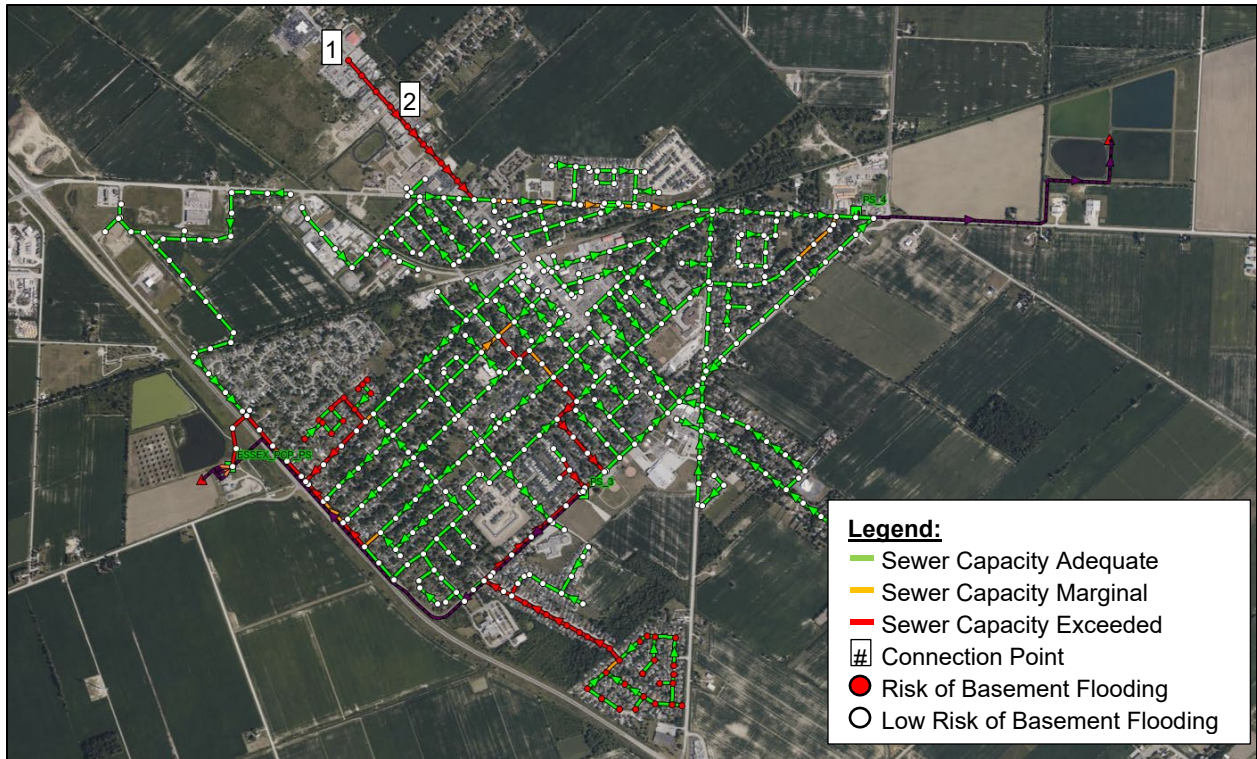 1
2
PS_4
ESSEX_PCP_PS
PS_3
Legend:
Sewer Capacity Adequate
Sewer Capacity Marginal
Sewer Capacity Exceeded
# Connection Point
Risk of Basement Flooding
Low Risk of Basement Flooding